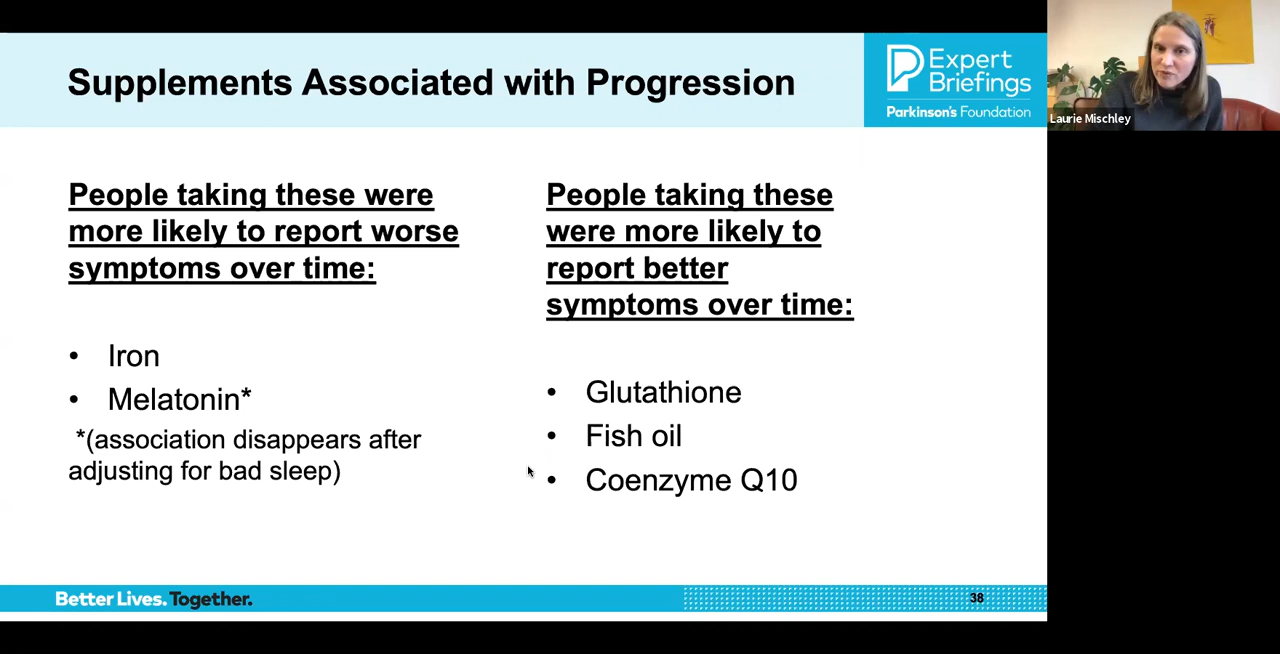 Supplements Associated with Progression
Expert
Briefings
Parkinson's Foundation
Laurie Mischley
People taking these were
more likely to report worse
symptoms over time:
• Iron
• Melatonin*
*(association disappears after
adjusting for bad sleep)
People taking these
were more likely to
report better
symptoms over time:
• Glutathione
• Fish oil
• Coenzyme Q10
Better Lives. Together.
38